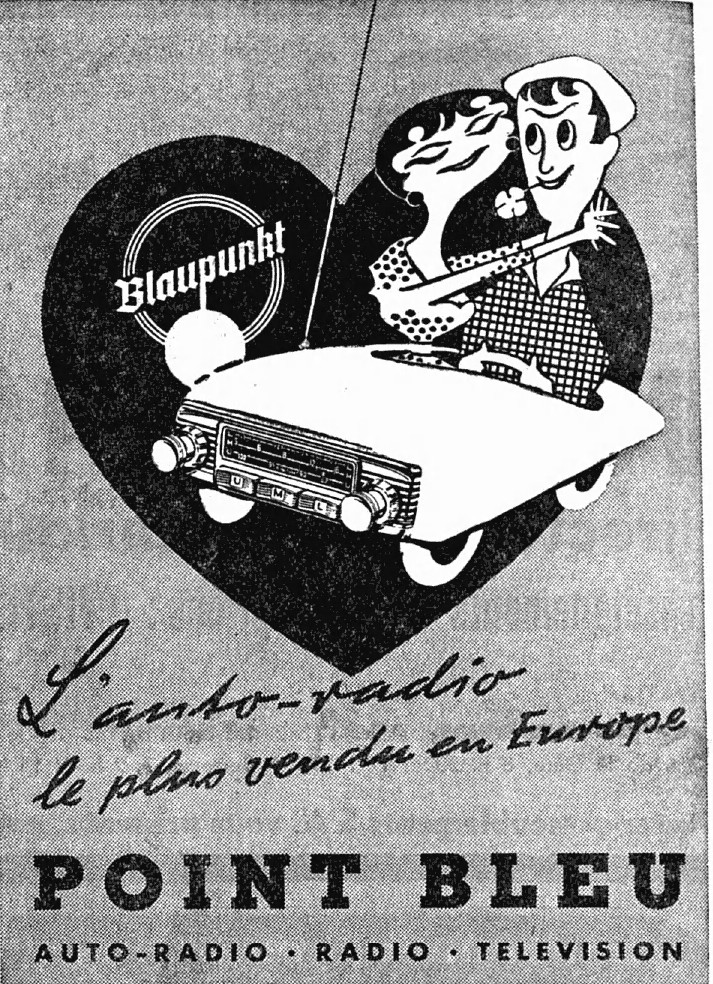 Blaupunkt
U M L
L'auto-radio
le plus vendu en Europe
POINT BLEU
AUTO-RADIO · RADIO · TELEVISION